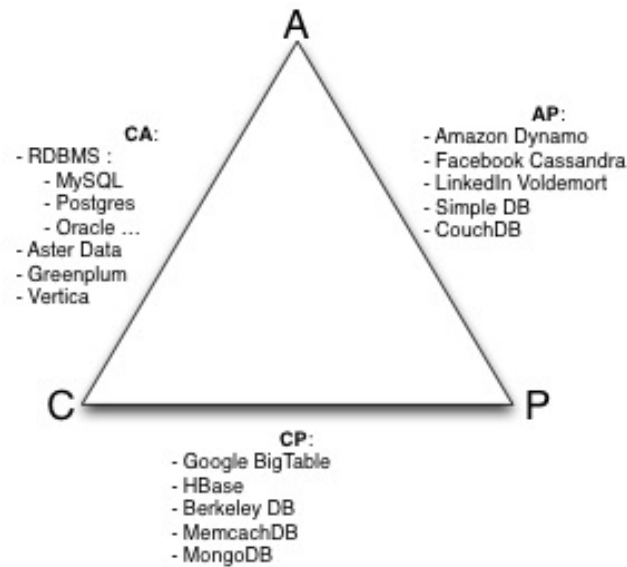 A
CA:
- RDBMS :
- MySQL
- Postgres
- Oracle ...
- Aster Data
- Greenplum
- Vertica
AP:
- Amazon Dynamo
- Facebook Cassandra
- LinkedIn Voldemort
- Simple DB
- CouchDB
C
P
CP:
- Google BigTable
- HBase
- Berkeley DB
- MemcachDB
- MongoDB